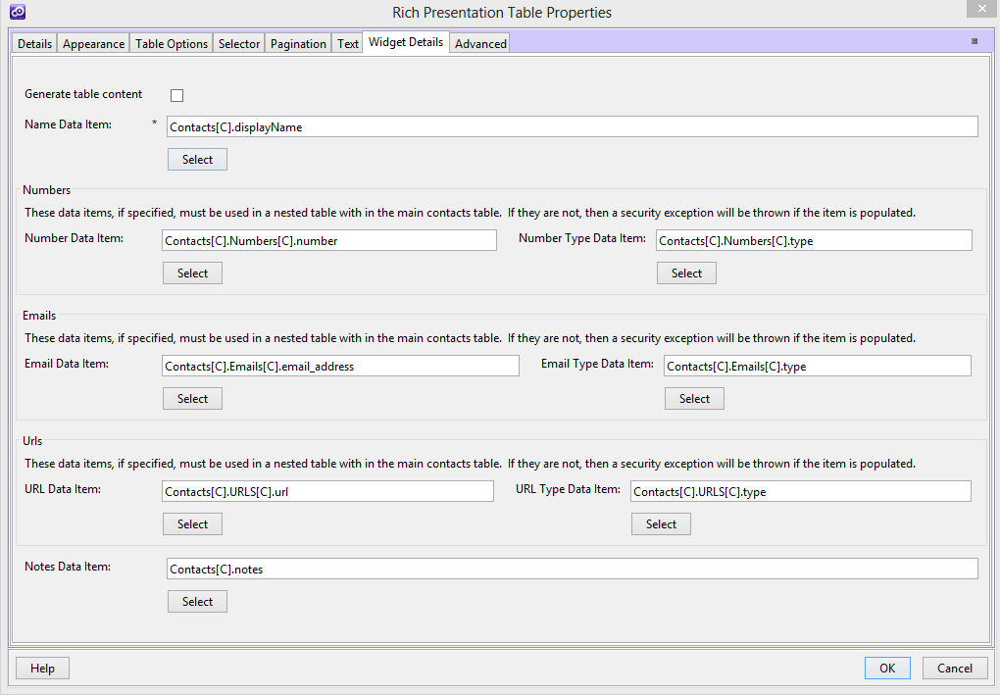 Rich Presentation Table Properties
Details Appearance Table Options Selector Pagination Text Widget Details Advanced
Generate table content
Name Data Item: * Contacts[C].displayName
Select
Numbers
These data items, if specified, must be used in a nested table with in the main contacts table. If they are not, then a security exception will be thrown if the item is populated.
Number Data Item: Contacts[C].Numbers[C].number Number Type Data Item: Contacts[C].Numbers[C].type
Select Select
Emails
These data items, if specified, must be used in a nested table with in the main contacts table. If they are not, then a security exception will be thrown if the item is populated.
Email Data Item: Contacts[C].Emails[C].email_address Email Type Data Item: Contacts[C].Emails[C].type
Select Select
Urls
These data items, if specified, must be used in a nested table with in the main contacts table. If they are not, then a security exception will be thrown if the item is populated.
URL Data Item: Contacts[C].URLS[C].url URL Type Data Item: Contacts[C].URLS[C].type
Select Select
Notes Data Item: Contacts[C].notes
Select
Help OK Cancel